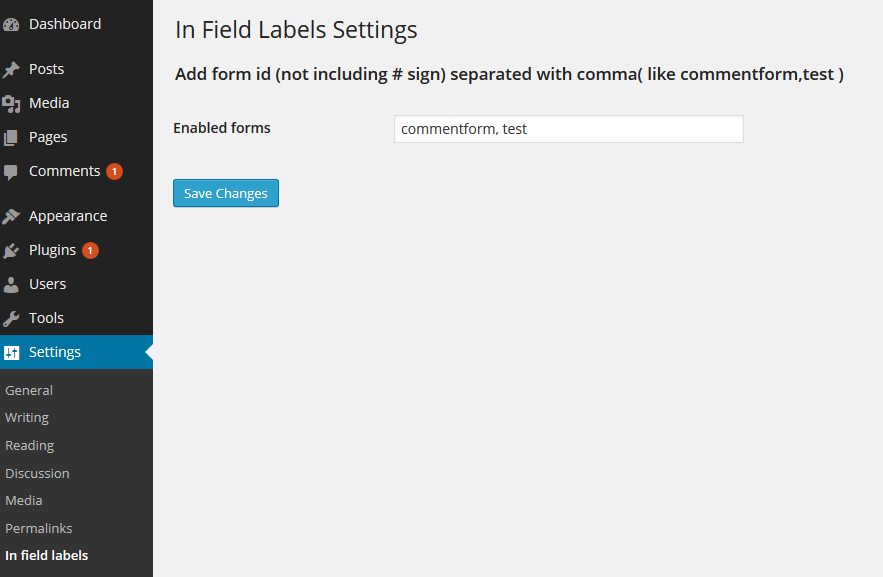 Dashboard
Posts
Media
Pages
Comments 1
Appearance
Plugins 1
Users
Tools
Settings
General
Writing
Reading
Discussion
Media
Permalinks
In field labels
In Field Labels Settings
Add form id (not including # sign) separated with comma( like commentform,test )
Enabled forms commentform, test
Save Changes